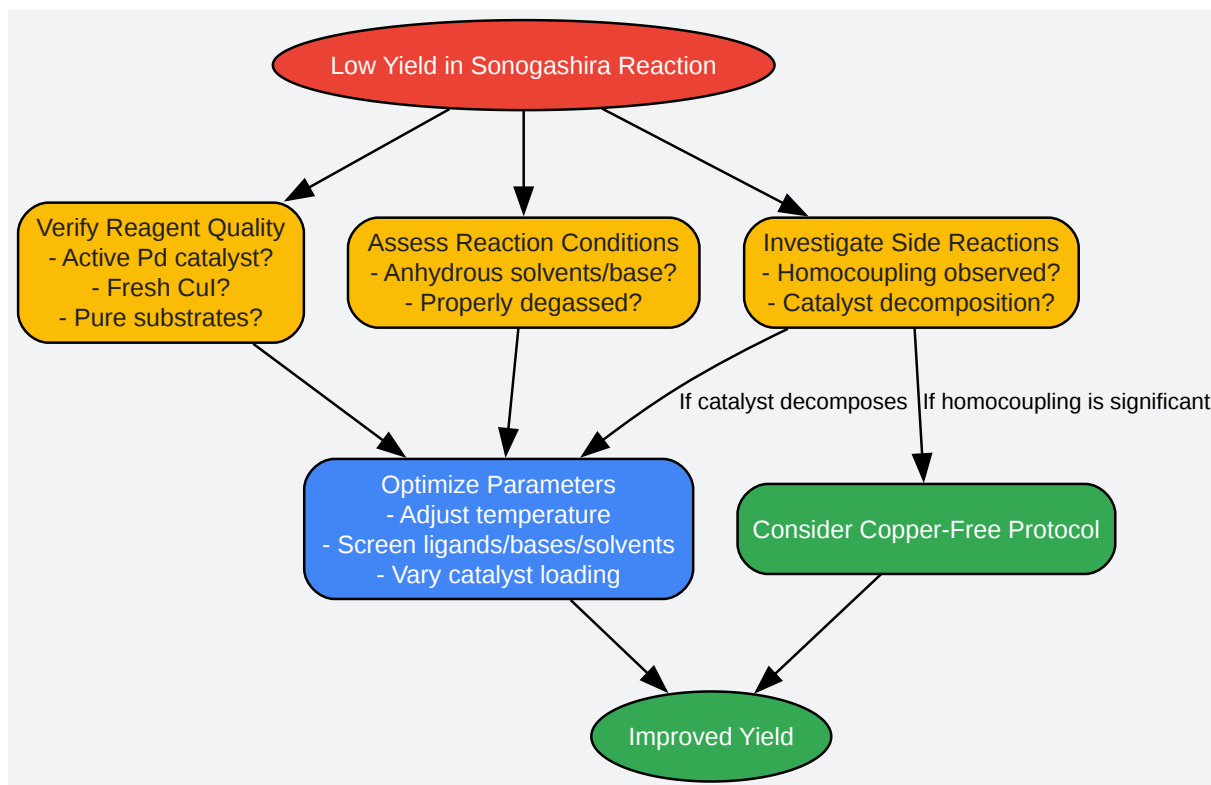 Low Yield in Sonogashira Reaction
Verify Reagent Quality
- Active Pd catalyst?
- Fresh CuI?
- Pure substrates?
Assess Reaction Conditions
- Anhydrous solvents/base?
- Properly degassed?
Investigate Side Reactions
- Homocoupling observed?
- Catalyst decomposition?
If catalyst decomposes
If homocoupling is significant
Optimize Parameters
- Adjust temperature
- Screen ligands/bases/solvents
- Vary catalyst loading
Consider Copper-Free Protocol
Improved Yield